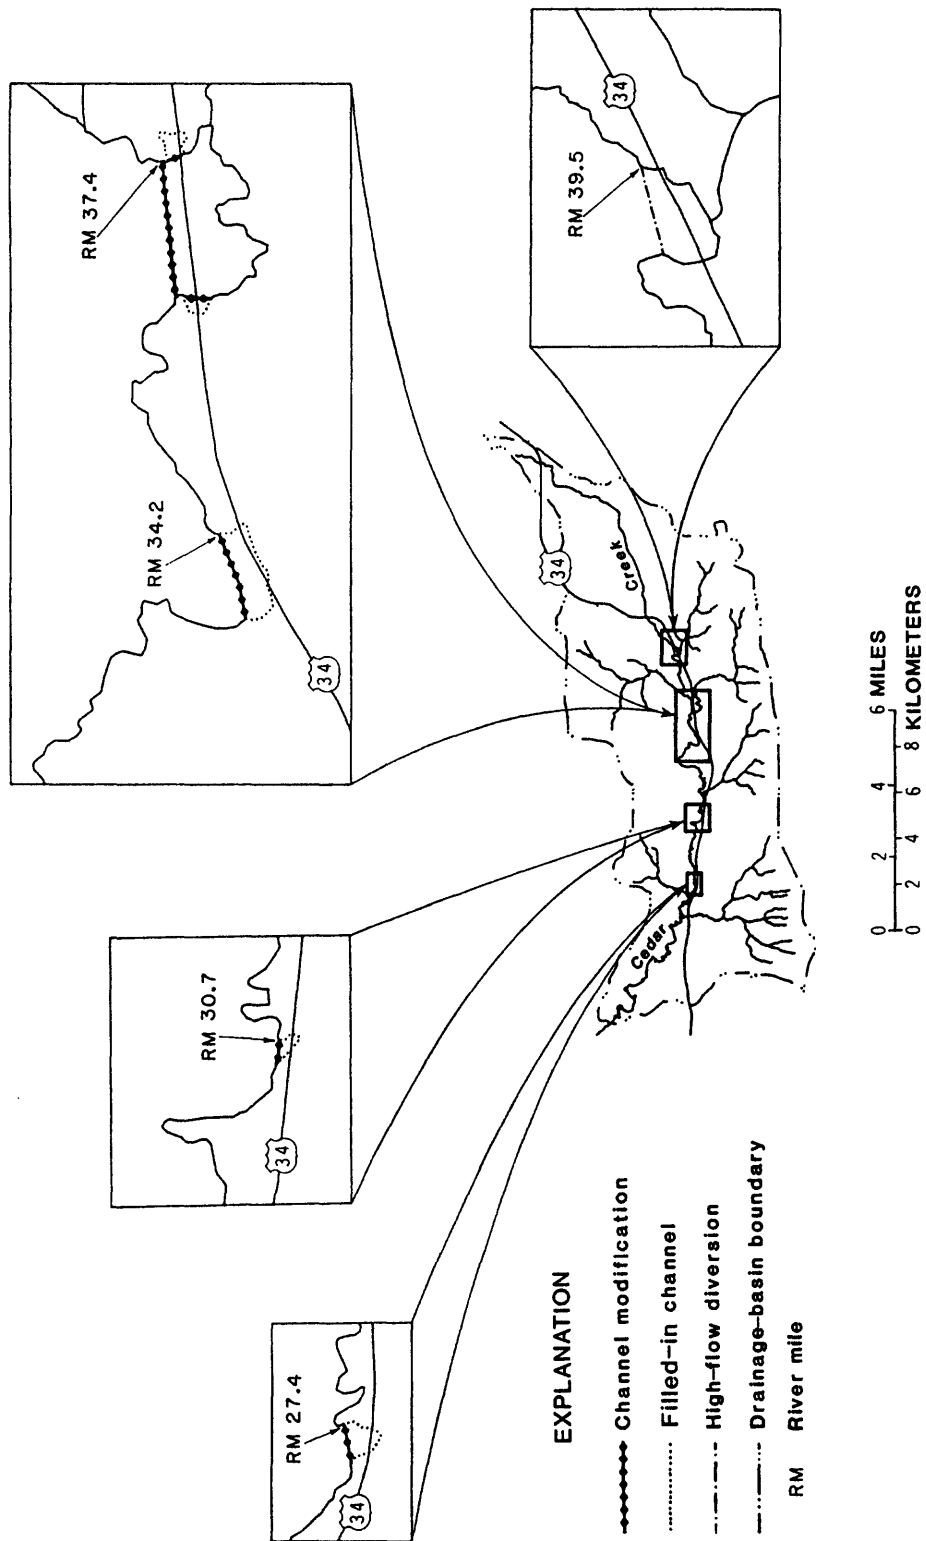 RM 27.4
34
RM 30.7
34
RM 34.2
RM 37.4
34
RM 39.5
34
34
Cedar
Creek
EXPLANATION
Channel modification
Filled-in channel
High-flow diversion
Drainage-basin boundary
RM River mile
0 2 4 6 MILES
0 2 4 6 8 KILOMETERS